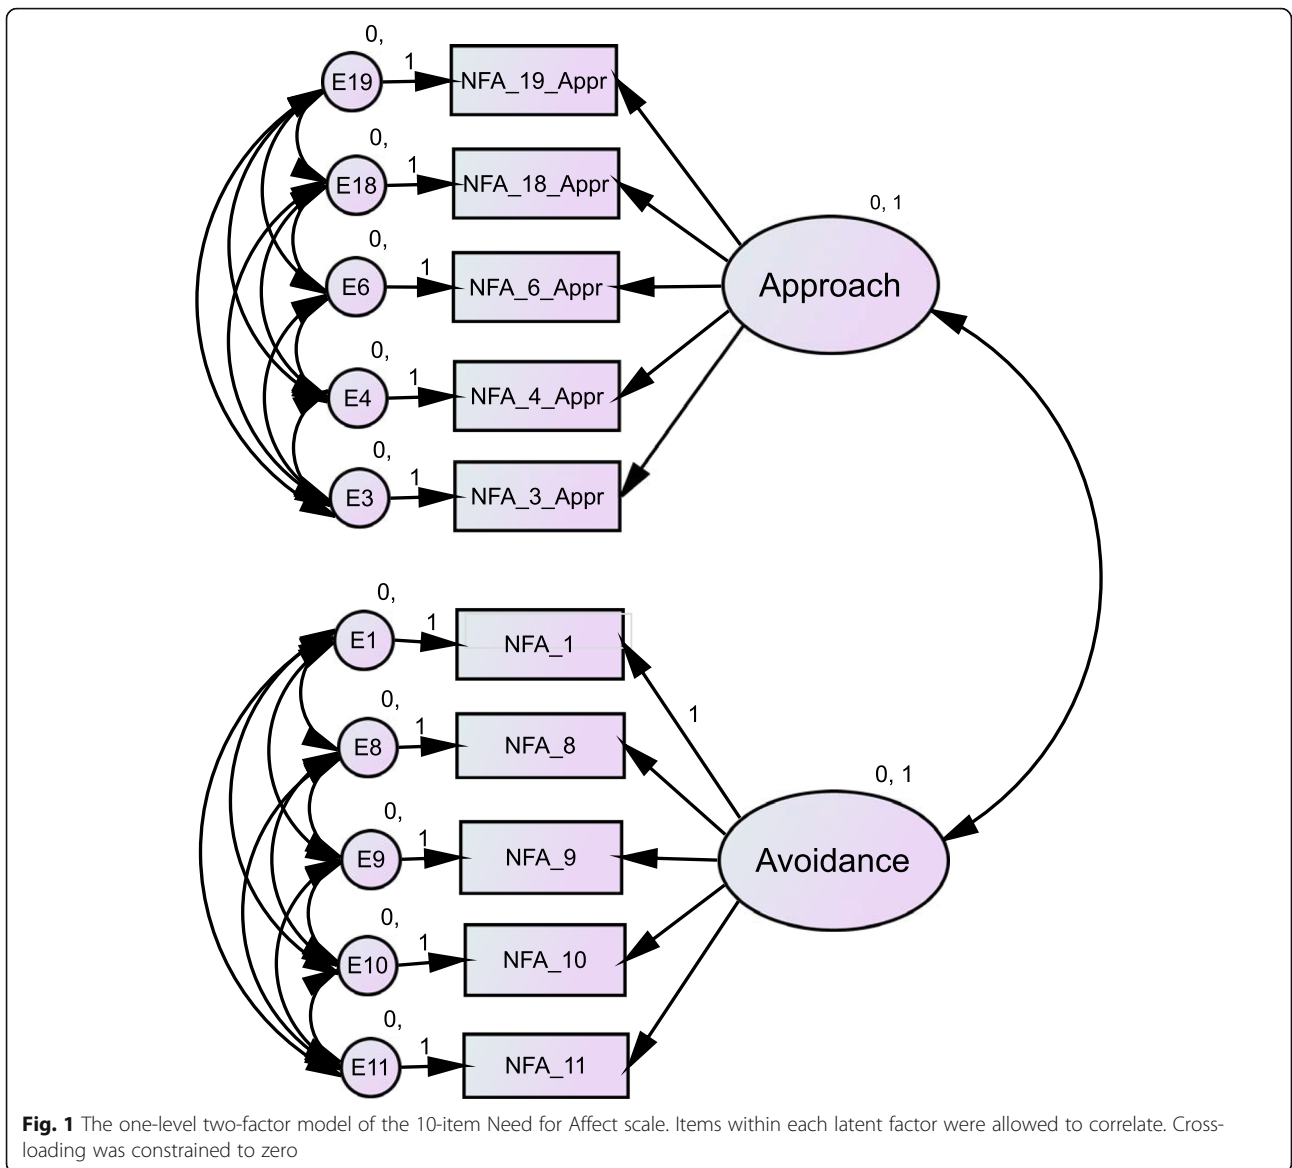 0,
E19 1 NFA_19_Appr
0,
E18 1 NFA_18_Appr
0, 1
0,
E6 1 NFA_6_Appr
Approach
0,
E4 1 NFA_4_Appr
0,
E3 1 NFA_3_Appr
0,
E1 1 NFA_1
0,
1
E8 1 NFA_8
0, 1
0,
E9 1 NFA_9
Avoidance
0,
E10 1 NFA_10
0,
E11 1 NFA_11
Fig. 1 The one-level two-factor model of the 10-item Need for Affect scale. Items within each latent factor were allowed to correlate. Cross-
loading was constrained to zero